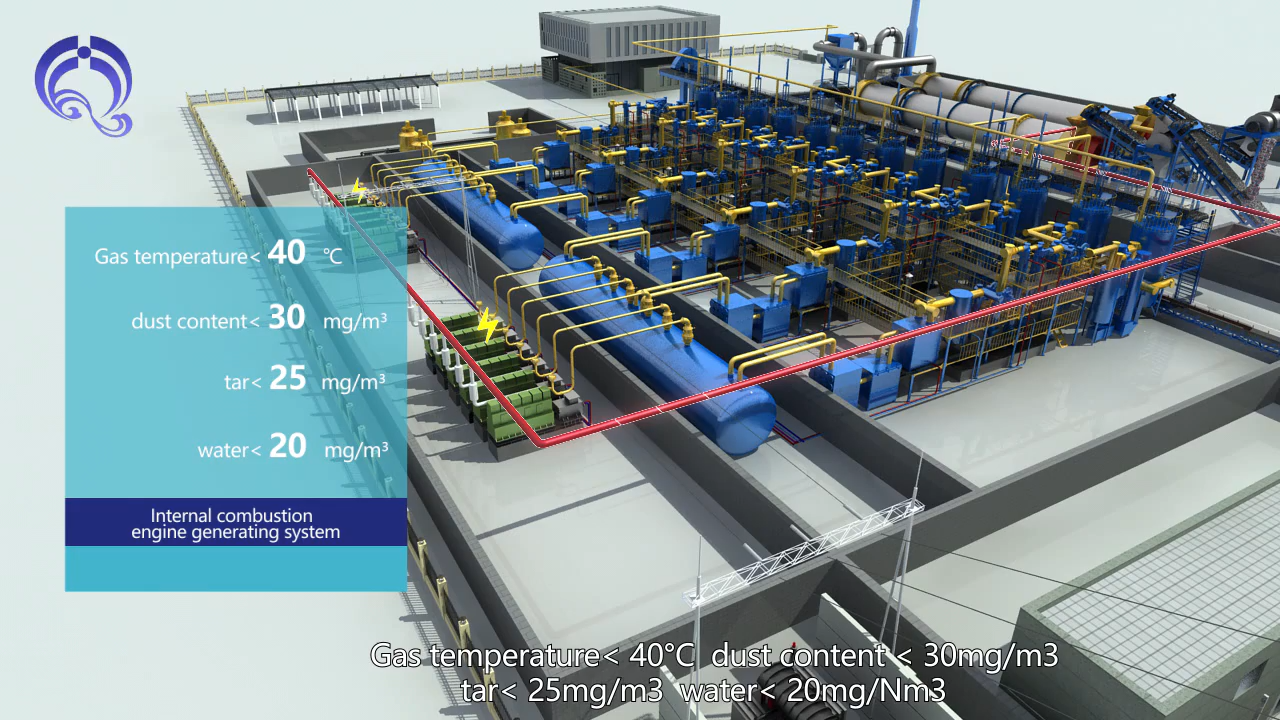 Gas temperature< 40 °C
dust content< 30 mg/m³
tar< 25 mg/m³
water< 20 mg/m³
Internal combustion
engine generating system
Gas temperature< 40°C dust content < 30mg/m3
tar< 25mg/m3 water< 20mg/Nm3